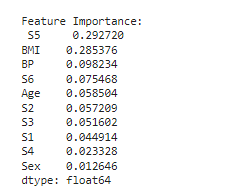 Feature Importance:
S5 0.292720
BMI 0.285376
BP 0.098234
S6 0.075468
Age 0.058504
S2 0.057209
S3 0.051602
S1 0.044914
S4 0.023328
Sex 0.012646
dtype: float64